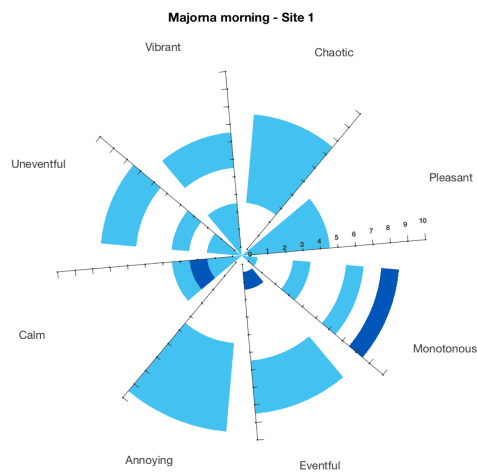 Majorna morning - Site 1
Vibrant
Chaotic
Uneventful
Pleasant
0 1 2 3 4 5 6 7 8 9 10
Calm
Monotonous
Annoying
Eventful